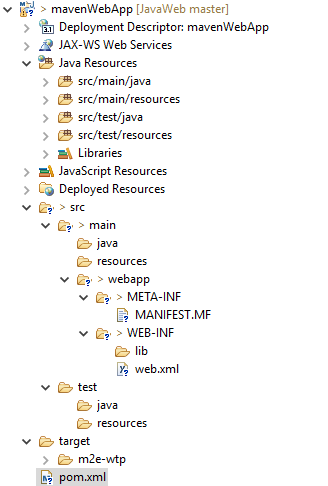 > mavenWebApp [JavaWeb master]
Deployment Descriptor: mavenWebApp
JAX-WS Web Services
Java Resources
src/main/java
src/main/resources
src/test/java
src/test/resources
Libraries
JavaScript Resources
Deployed Resources
> src
> main
java
resources
> webapp
> META-INF
MANIFEST.MF
> WEB-INF
lib
web.xml
test
java
resources
target
m2e-wtp
pom.xml